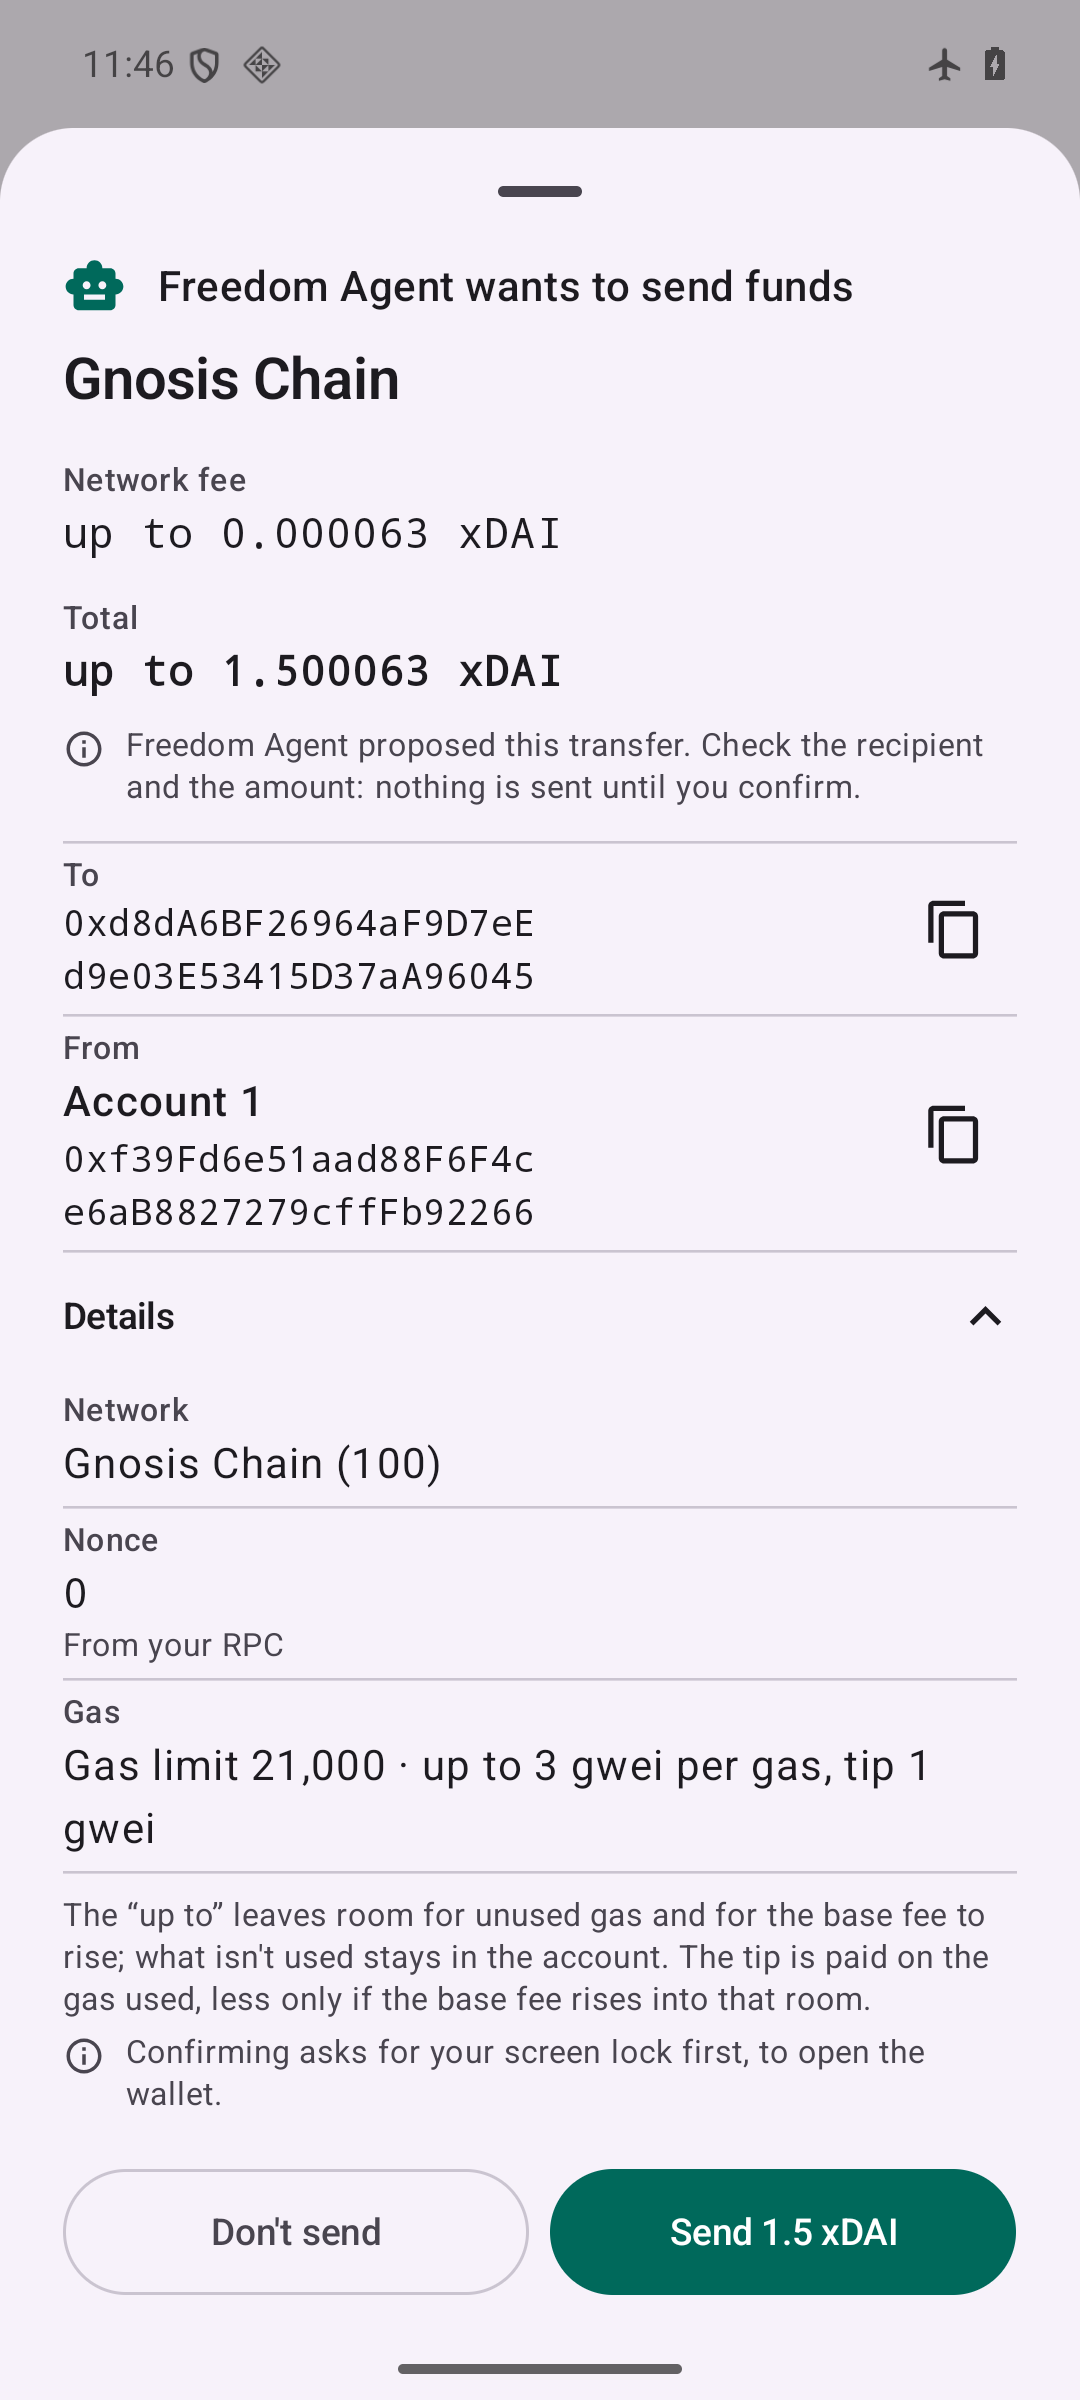 11:46
Freedom Agent wants to send funds
Gnosis Chain
Network fee
up to 0.000063 xDAI
Total
up to 1.500063 xDAI
Freedom Agent proposed this transfer. Check the recipient
and the amount: nothing is sent until you confirm.
To
0xd8dA6BF26964aF9D7eE
d9e03E53415D37aA96045
From
Account 1
0xf39Fd6e51aad88F6F4c
e6aB8827279cffFb92266
Details
Network
Gnosis Chain (100)
Nonce
0
From your RPC
Gas
Gas limit 21,000 · up to 3 gwei per gas, tip 1
gwei
The “up to” leaves room for unused gas and for the base fee to
rise; what isn't used stays in the account. The tip is paid on the
gas used, less only if the base fee rises into that room.
Confirming asks for your screen lock first, to open the
wallet.
Don't send
Send 1.5 xDAI